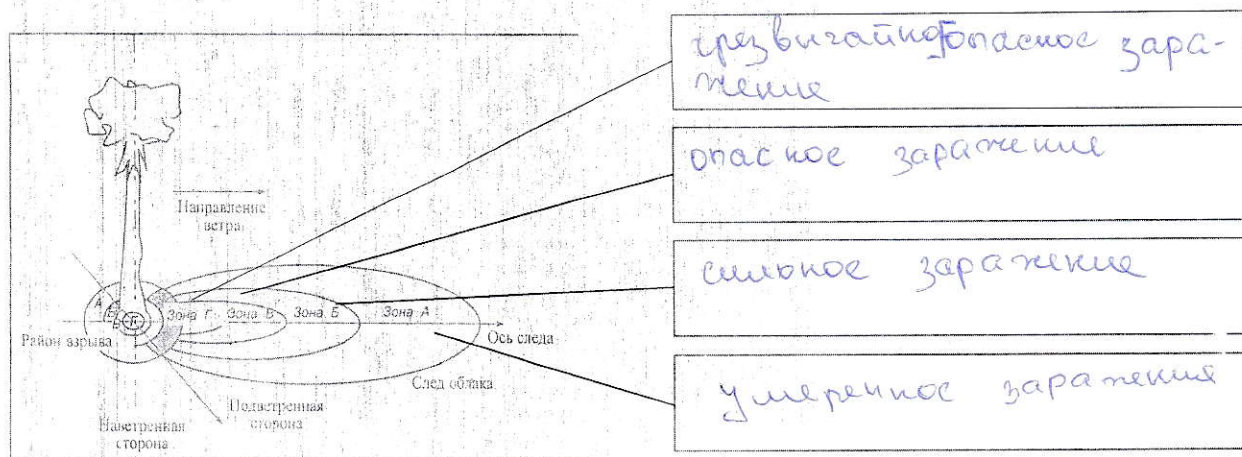 чрезвычайно опасное зара-
жение
опасное заражение
сильное заражение
умеренное заражения
Направление
ветра
А
Б
В
Зона Г
Зона В
Зона Б
Зона А
Район взрыва
Ось следа
След облака
Подветренная
сторона
Наветренная
сторона